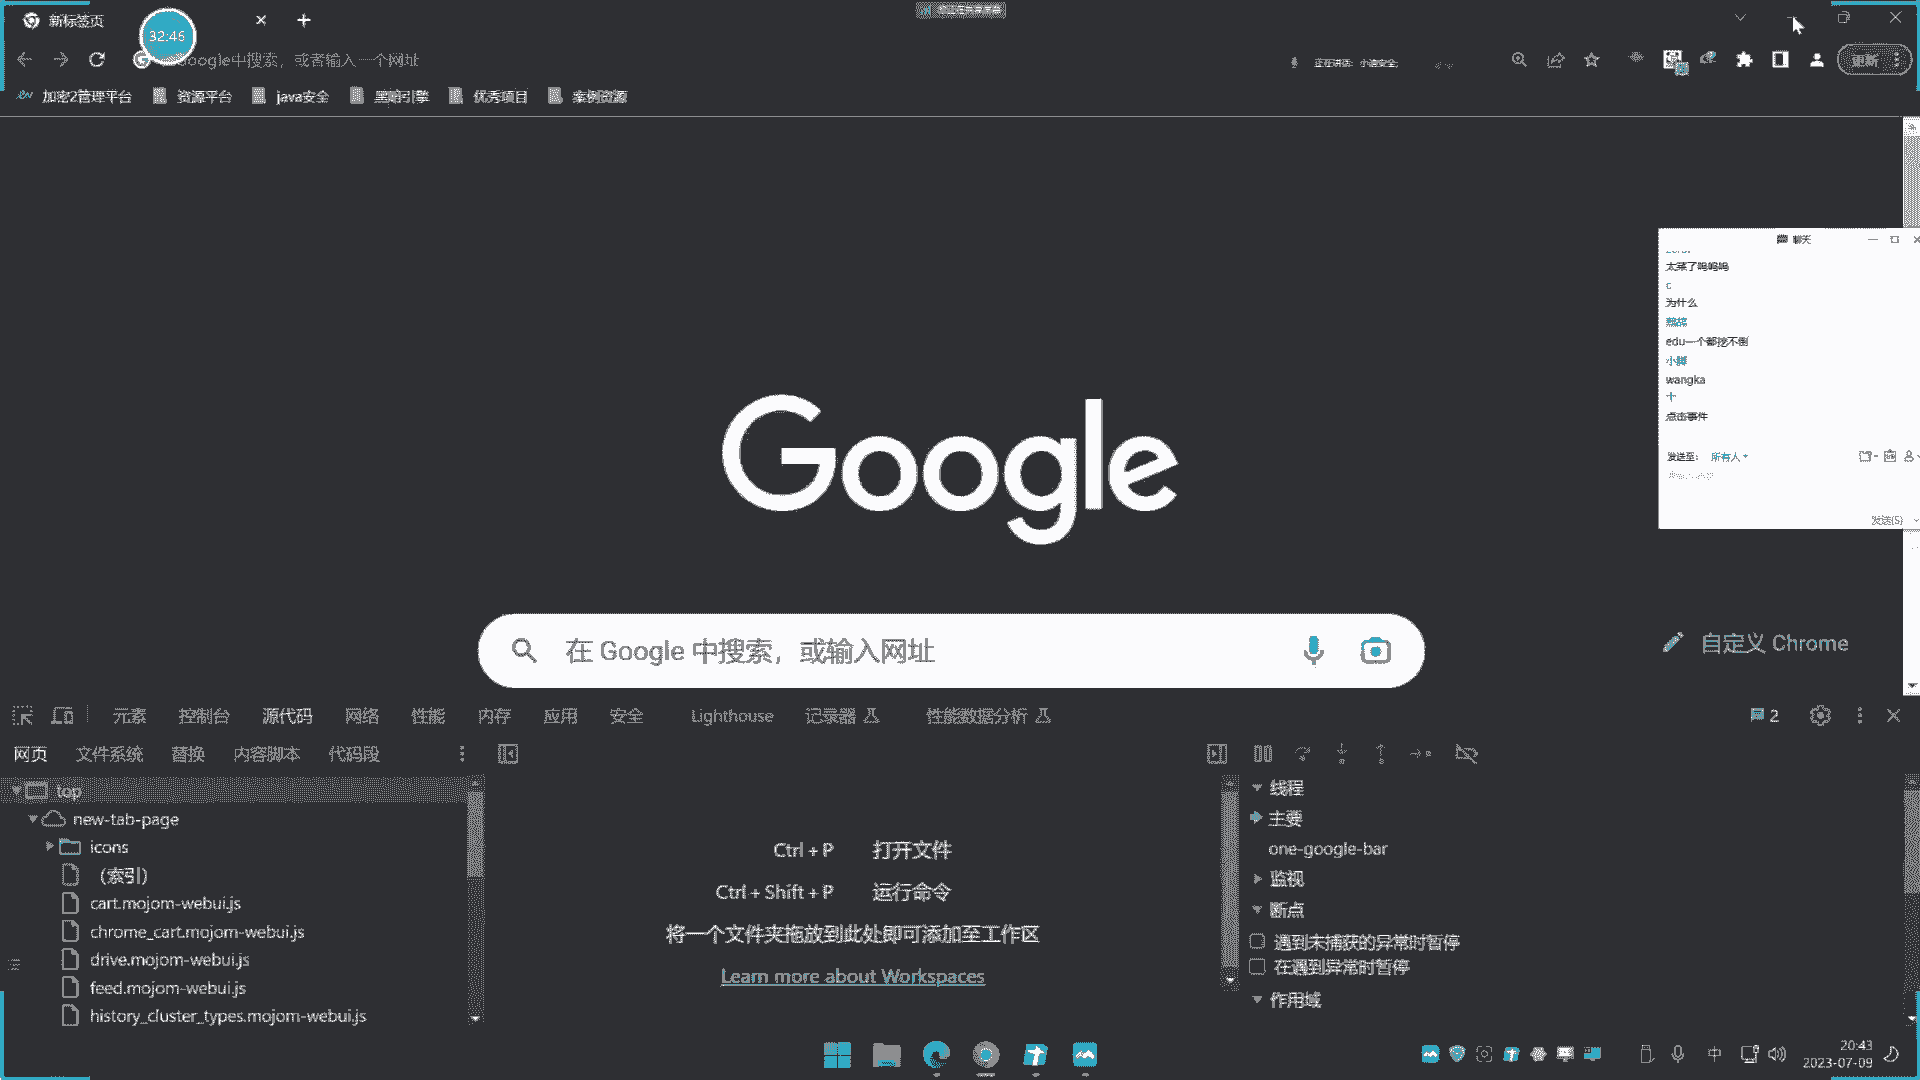 新标签页
32:46
Google中搜索，或者输入一个网址
正在讲话: 小迪安全;
更新
加密2管理平台
资源平台
java安全
黑暗引擎
优秀项目
案例资源
聊天
太菜了呜呜呜
c
为什么
edu一个都挖不倒
小脚
wangka
十
点击事件
发送至: 所有人
发送(S)
Google
在 Google 中搜索，或输入网址
自定义 Chrome
元素 控制台 源代码 网络 性能 内存 应用 安全 Lighthouse 记录器 性能数据分析 2
网页 文件系统 替换 内容脚本 代码段
top
new-tab-page
icons
（索引）
cart.mojom-webui.js
chrome_cart.mojom-webui.js
drive.mojom-webui.js
feed.mojom-webui.js
history_cluster_types.mojom-webui.js
Ctrl + P 打开文件
Ctrl + Shift + P 运行命令
将一个文件夹拖放到此处即可添加至工作区
Learn more about Workspaces
线程
主要
one-google-bar
监视
断点
遇到未捕获的异常时暂停
在遇到异常时暂停
作用域
中
20:43
2023-07-09